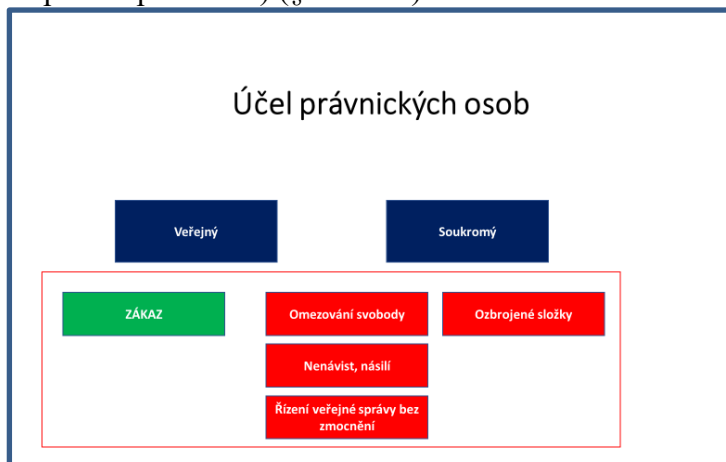 Účel právnických osob
Veřejný
Soukromý
ZÁKAZ
Omezování svobody
Ozbrojené složky
Nenávist, násilí
Řízení veřejné správy bez
zmocnění